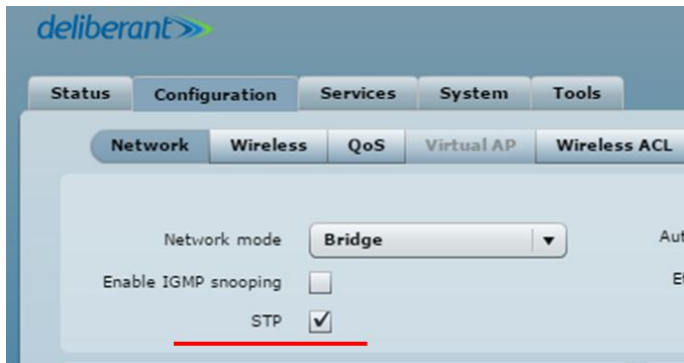 deliberant
Status Configuration Services System Tools
Network Wireless QoS Virtual AP Wireless ACL
Network mode Bridge Aut
Enable IGMP snooping E
STP